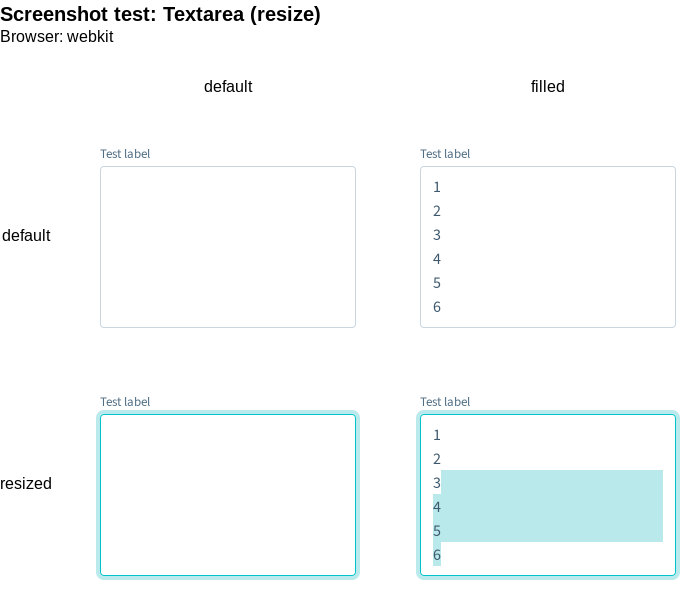 Screenshot test: Textarea (resize)
Browser: webkit
default filled
Test label Test label
default
1
2
3
4
5
6
Test label Test label
resized
1
2
3
4
5
6